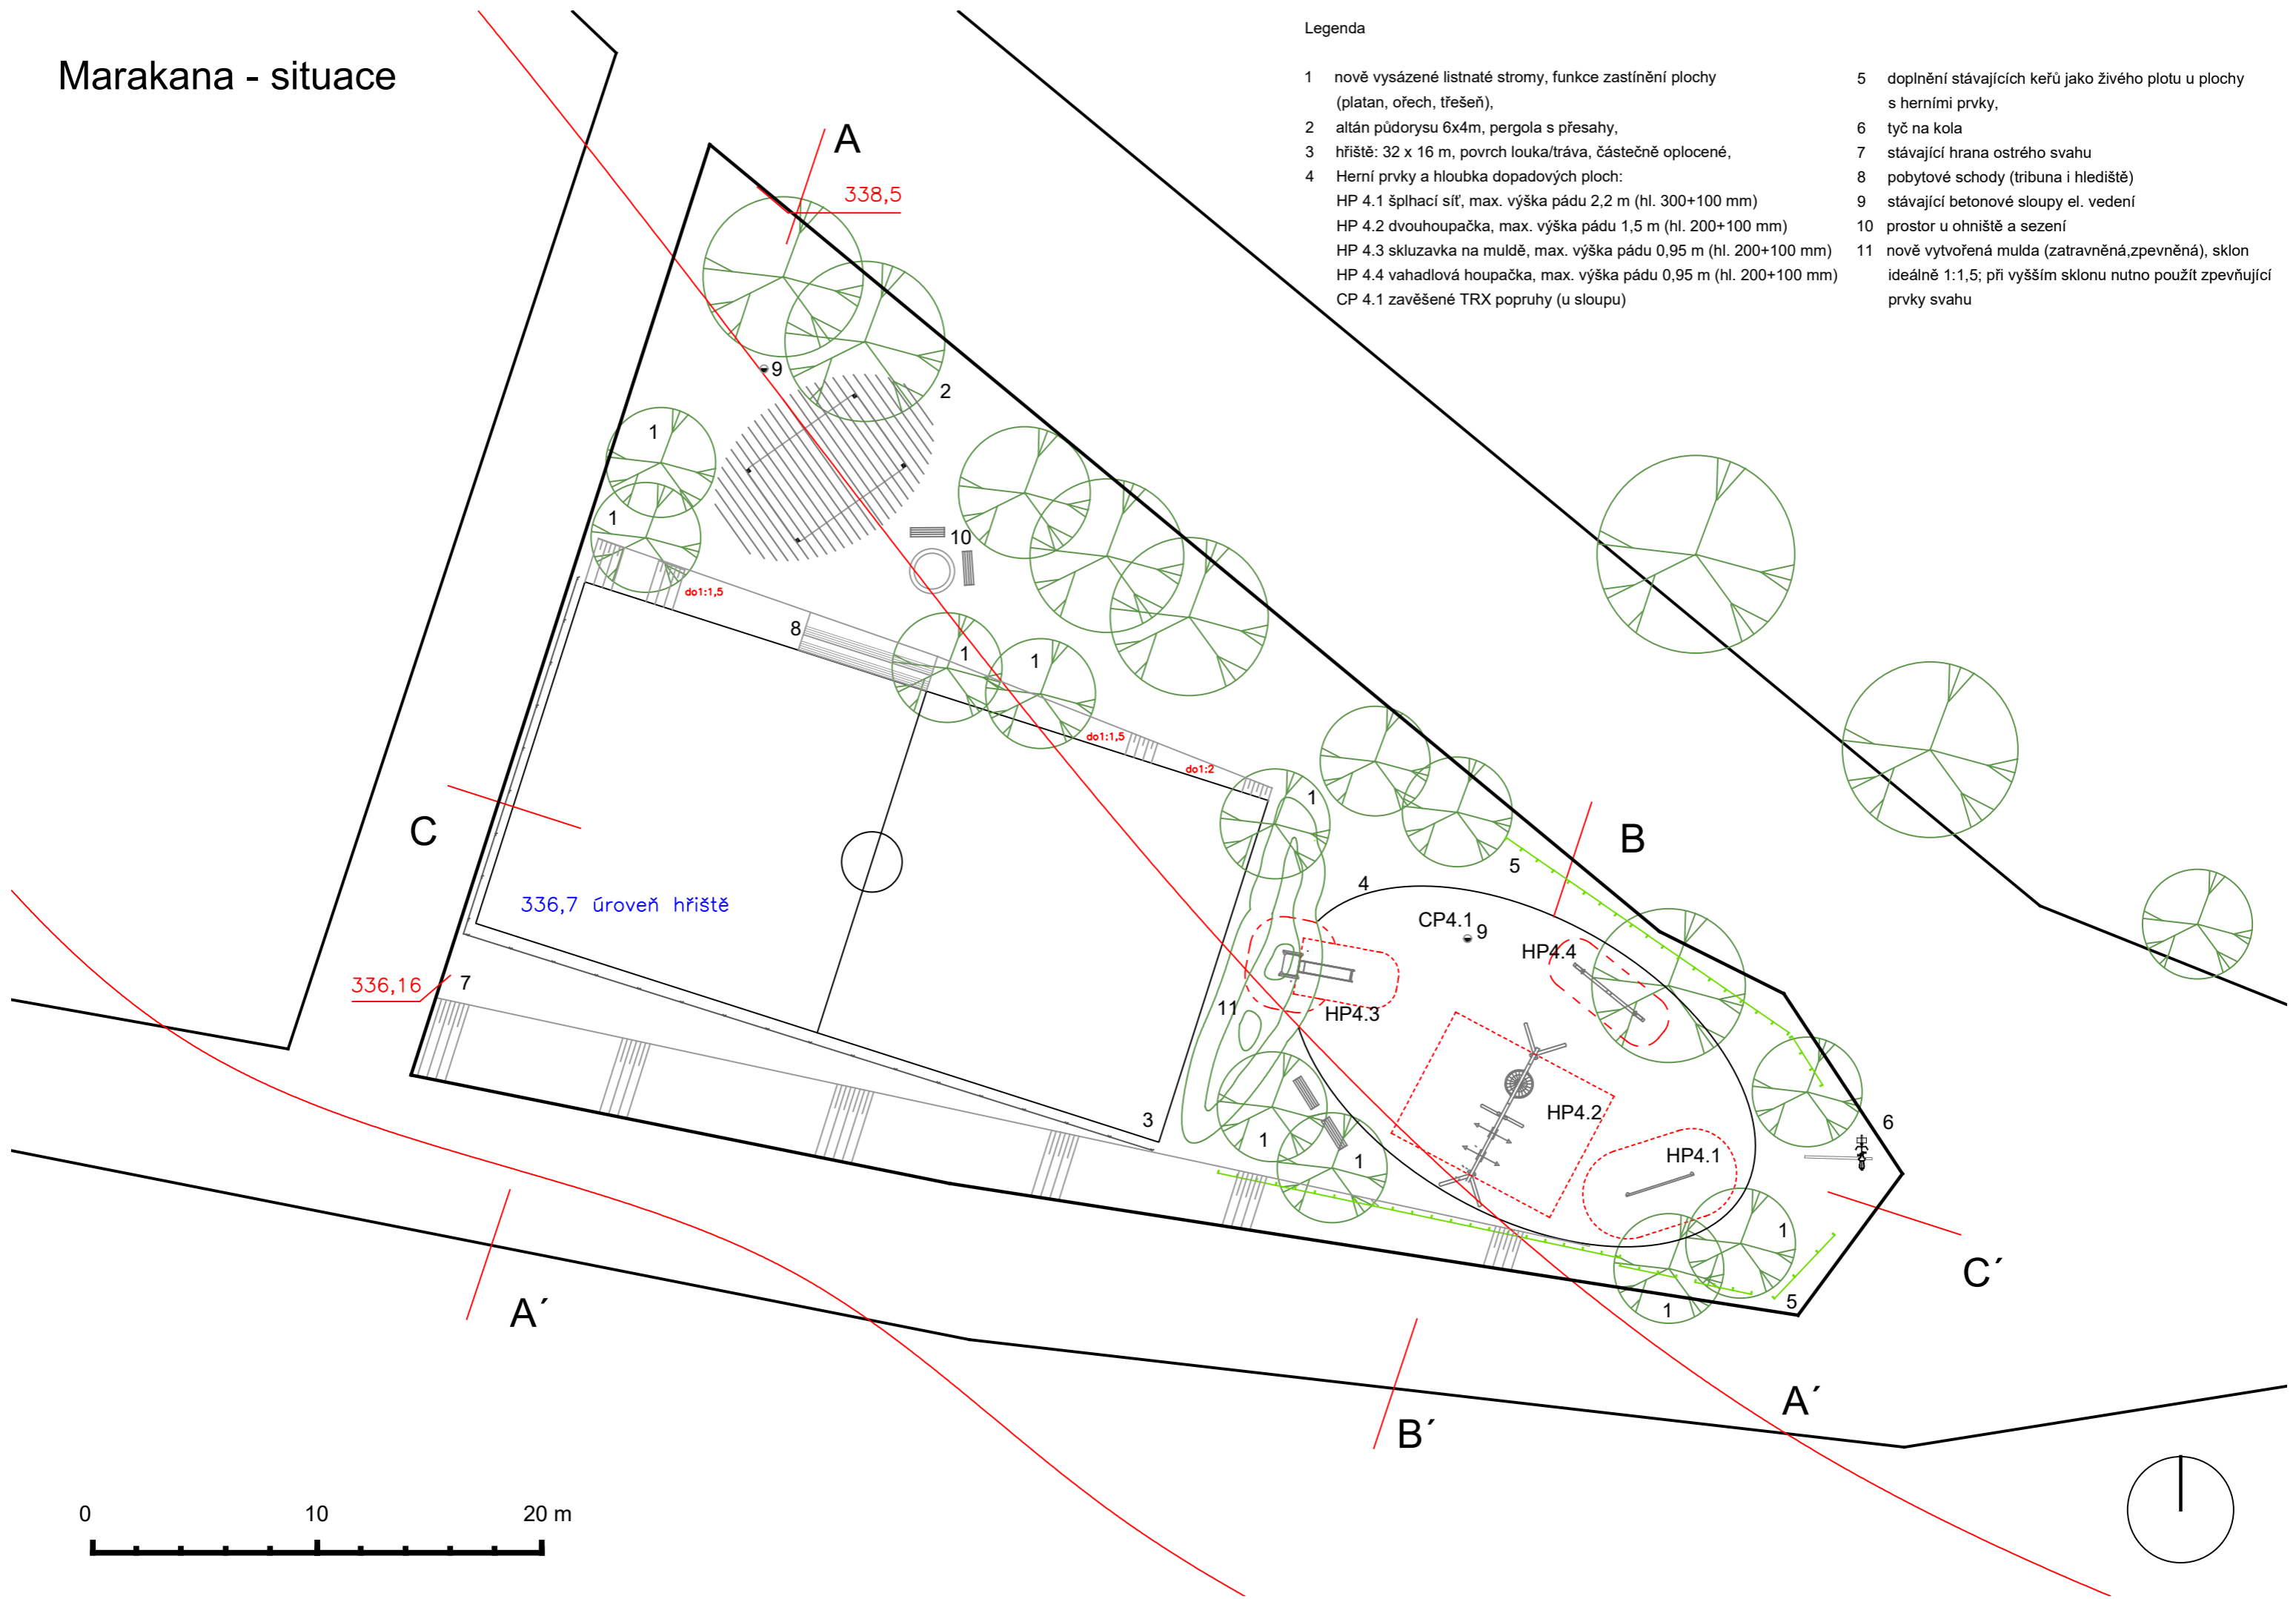 Marakana - situace
Legenda
1 nově vysázené listnaté stromy, funkce zastínění plochy
(platan, ořech, třešeň),
2 altán půdorysu 6x4m, pergola s přesahy,
3 hřiště: 32 x 16 m, povrch louka/tráva, částečně oplocené,
4 Herní prvky a hloubka dopadových ploch:
HP 4.1 šplhací síť, max. výška pádu 2,2 m (hl. 300+100 mm)
HP 4.2 dvouhoupačka, max. výška pádu 1,5 m (hl. 200+100 mm)
HP 4.3 skluzavka na muldě, max. výška pádu 0,95 m (hl. 200+100 mm)
HP 4.4 vahadlová houpačka, max. výška pádu 0,95 m (hl. 200+100 mm)
CP 4.1 zavěšené TRX popruhy (u sloupu)
5 doplnění stávajících keřů jako živého plotu u plochy
s herními prvky,
6 tyč na kola
7 stávající hrana ostrého svahu
8 pobytové schody (tribuna i hlediště)
9 stávající betonové sloupy el. vedení
10 prostor u ohniště a sezení
11 nově vytvořená mulda (zatravněná,zpevněná), sklon
ideálně 1:1,5; při vyšším sklonu nutno použít zpevňující
prvky svahu
A
338,5
9
2
1
1
10
do1:1,5
8
1
1
do1:1,5
do1:2
1
C
B
5
4
336,7 úroveň hřiště
CP4.1
9
HP4.4
336,16
7
11
HP4.3
3
HP4.2
6
1
1
HP4.1
1
C´
5
1
A´
A´
B´
0
10
20 m